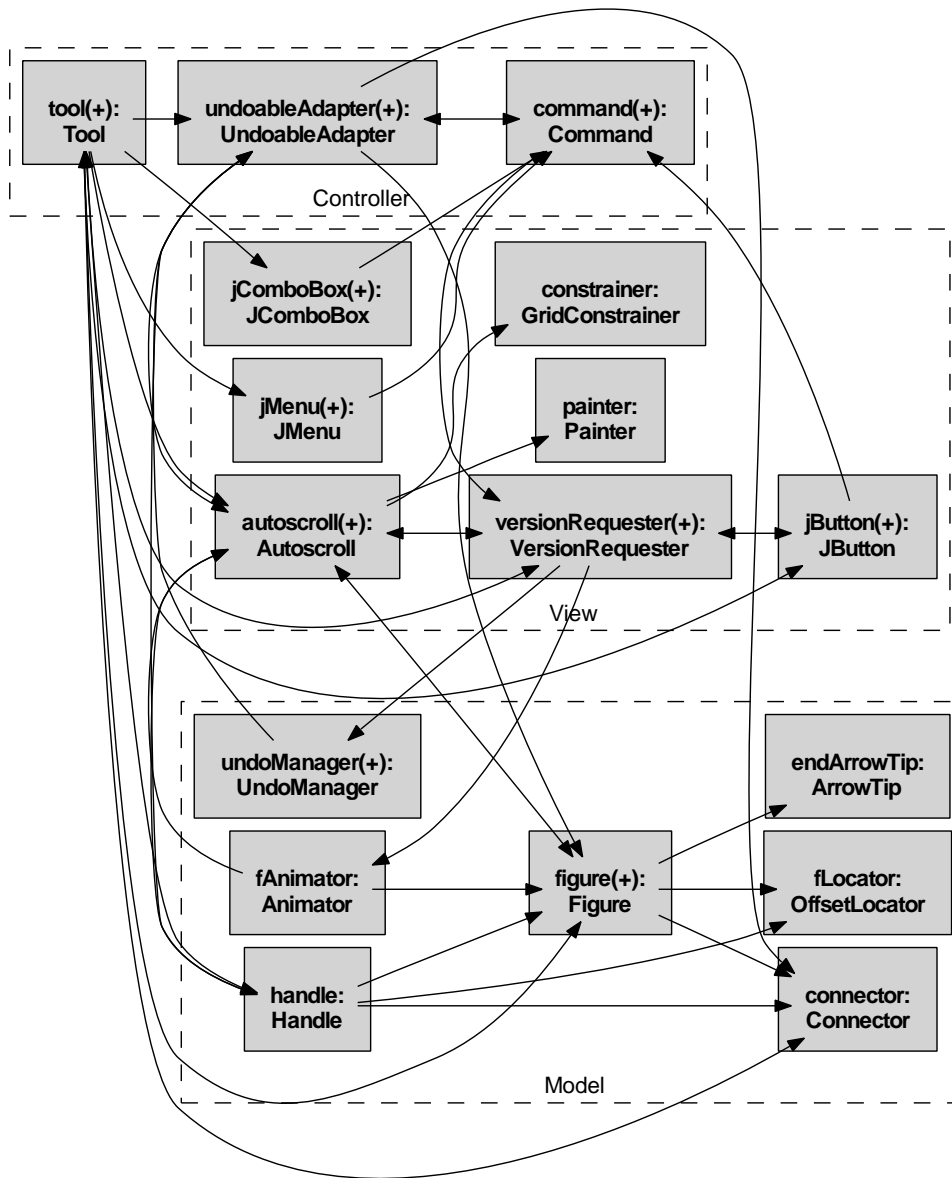 tool(+):
Tool
undoableAdapter(+):
UndoableAdapter
command(+):
Command
Controller
jComboBox(+):
JComboBox
constrainer:
GridConstrainer
jMenu(+):
JMenu
painter:
Painter
autoscroll(+):
Autoscroll
versionRequester(+):
VersionRequester
jButton(+):
JButton
View
undoManager(+):
UndoManager
endArrowTip:
ArrowTip
fAnimator:
Animator
figure(+):
Figure
fLocator:
OffsetLocator
handle:
Handle
connector:
Connector
Model